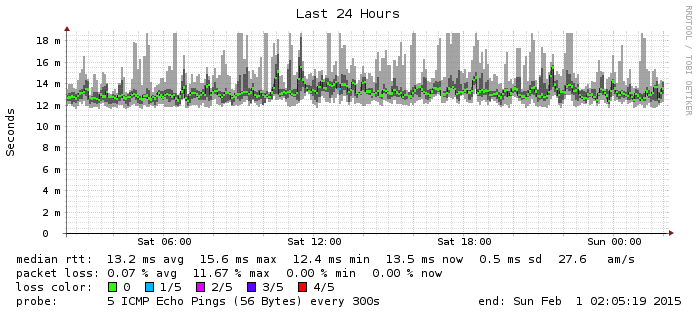 Last 24 Hours
RRDTOOL / TOBI OETIKER
Seconds
18 m
16 m
14 m
12 m
10 m
8 m
6 m
4 m
2 m
0
Sat 06:00 Sat 12:00 Sat 18:00 Sun 00:00
median rtt: 13.2 ms avg 15.6 ms max 12.4 ms min 13.5 ms now 0.5 ms sd 27.6 am/s
packet loss: 0.07 % avg 11.67 % max 0.00 % min 0.00 % now
loss color: 0 1/5 2/5 3/5 4/5
probe: 5 ICMP Echo Pings (56 Bytes) every 300s end: Sun Feb 1 02:05:19 2015